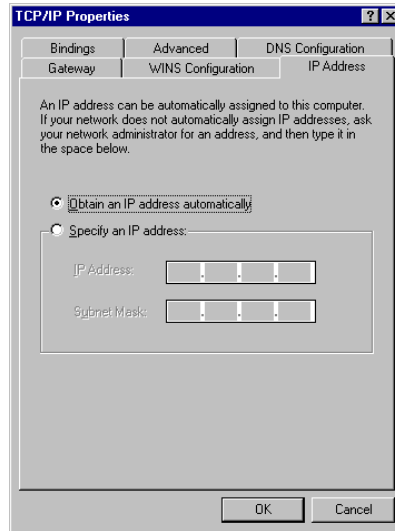 TCP/IP Properties
Bindings Advanced DNS Configuration
Gateway WINS Configuration IP Address
An IP address can be automatically assigned to this computer.
If your network does not automatically assign IP addresses, ask
your network administrator for an address, and then type it in
the space below.
Obtain an IP address automatically
Specify an IP address:
IP Address:
Subnet Mask:
OK Cancel